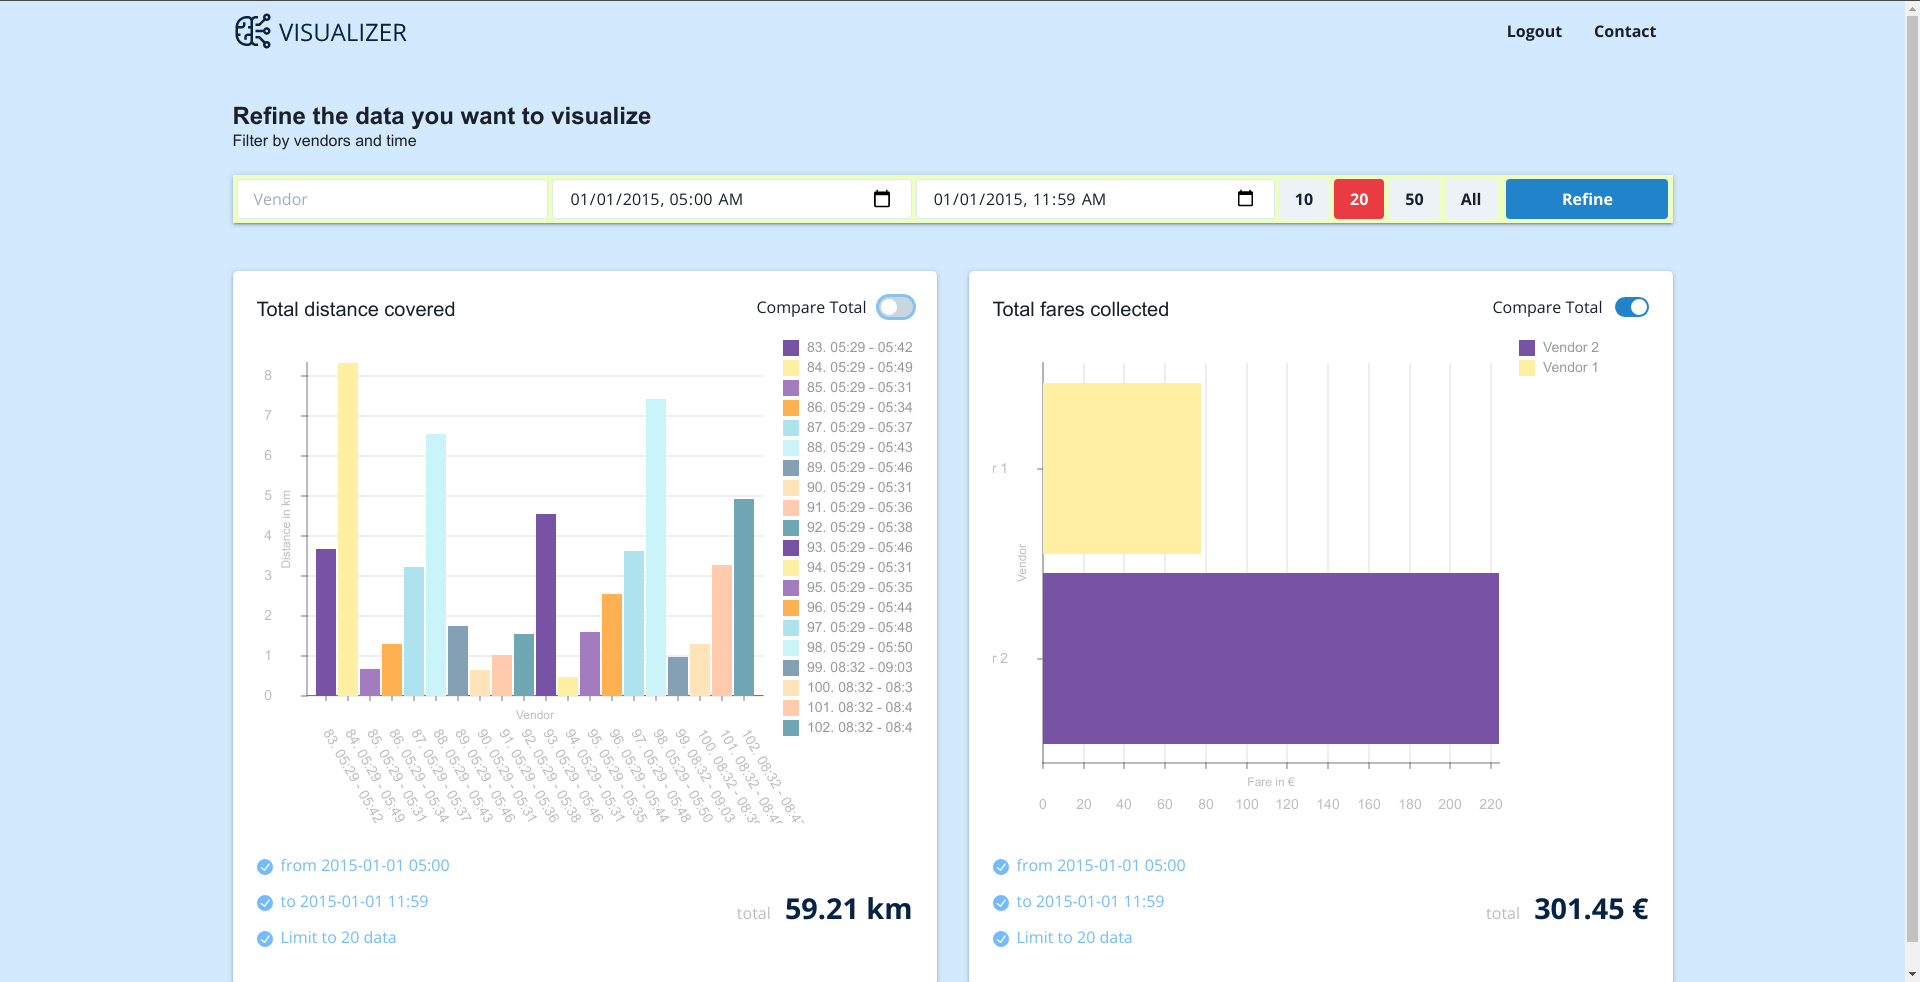 VISUALIZER
Logout
Contact
Refine the data you want to visualize
Filter by vendors and time
Vendor
01/01/2015, 05:00 AM
01/01/2015, 11:59 AM
10
20
50
All
Refine
Total distance covered
Compare Total
83. 05:29 - 05:42
84. 05:29 - 05:49
85. 05:29 - 05:31
86. 05:29 - 05:34
87. 05:29 - 05:37
88. 05:29 - 05:43
89. 05:29 - 05:46
90. 05:29 - 05:31
91. 05:29 - 05:36
92. 05:29 - 05:38
93. 05:29 - 05:46
94. 05:29 - 05:31
95. 05:29 - 05:35
96. 05:29 - 05:44
97. 05:29 - 05:48
98. 05:29 - 05:50
99. 08:32 - 09:03
100. 08:32 - 08:3
101. 08:32 - 08:4
102. 08:32 - 08:4
8
7
6
5
4
3
2
1
0
Distance in km
Vendor
83. 05:29 - 05:42
84. 05:29 - 05:49
85. 05:29 - 05:31
86. 05:29 - 05:34
87. 05:29 - 05:37
88. 05:29 - 05:43
89. 05:29 - 05:46
90. 05:29 - 05:31
91. 05:29 - 05:36
92. 05:29 - 05:38
93. 05:29 - 05:46
94. 05:29 - 05:31
95. 05:29 - 05:35
96. 05:29 - 05:44
97. 05:29 - 05:48
98. 05:29 - 05:50
99. 08:32 - 09:03
100. 08:32 -
101. 08:32 -
102. 08:32 -
from 2015-01-01 05:00
to 2015-01-01 11:59
Limit to 20 data
total 59.21 km
Total fares collected
Compare Total
Vendor 2
Vendor 1
r 1
r 2
Vendor
Fare in €
0 20 40 60 80 100 120 140 160 180 200 220
from 2015-01-01 05:00
to 2015-01-01 11:59
Limit to 20 data
total 301.45 €